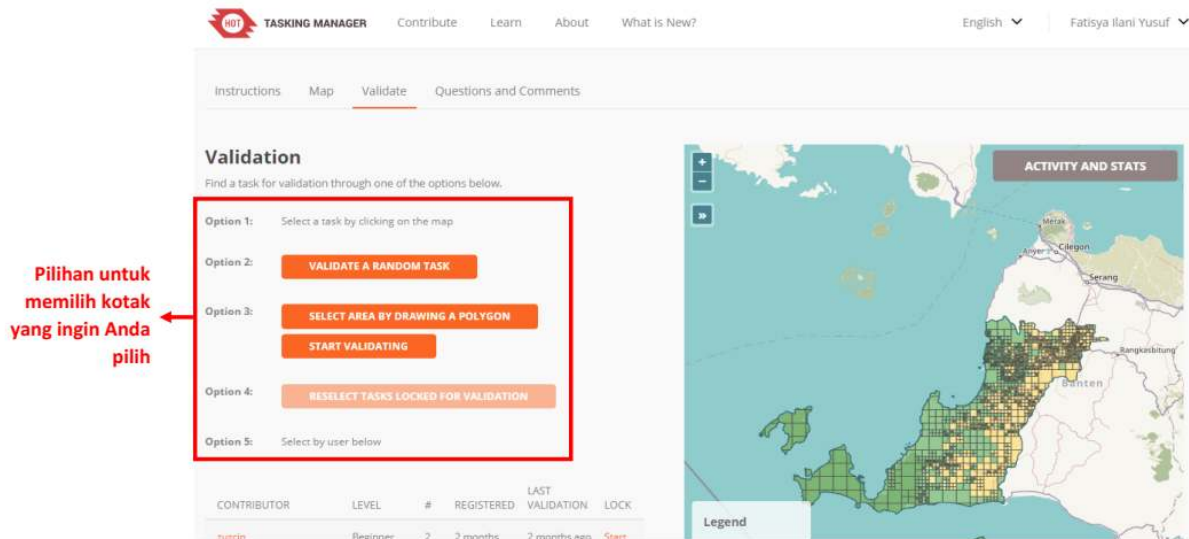 HOT TASKING MANAGER Contribute Learn About What is New? English Fatisya Ilani Yusuf
Instructions Map Validate Questions and Comments
Validation
Find a task for validation through one of the options below.
Option 1: Select a task by clicking on the map
Option 2: VALIDATE A RANDOM TASK
Option 3: SELECT AREA BY DRAWING A POLYGON
START VALIDATING
Option 4: RESELECT TASKS LOCKED FOR VALIDATION
Option 5: Select by user below
CONTRIBUTOR LEVEL # REGISTERED LAST VALIDATION LOCK
Beginner 2 2 months 2 months ago Start
Pilihan untuk
memilih kotak
yang ingin Anda
pilih
+
−
»
ACTIVITY AND STATS
Merak
Anyer
Cilegon
Serang
Rangkasbitung
Banten
Legend